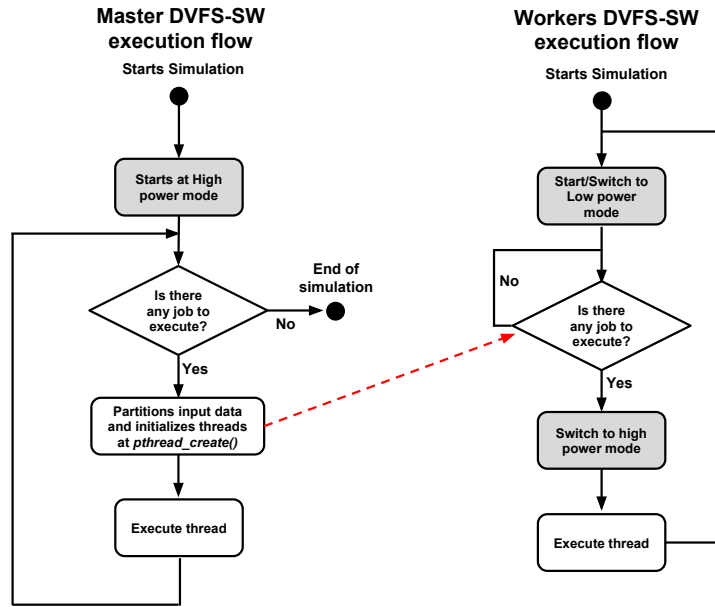 Master DVFS-SW
execution flow
Starts Simulation
Starts at High
power mode
Is there
any job to
execute?
No
End of
simulation
Yes
Partitions input data
and initializes threads
at pthread_create()
Execute thread
Workers DVFS-SW
execution flow
Starts Simulation
Start/Switch to
Low power
mode
No
Is there
any job to
execute?
Yes
Switch to high
power mode
Execute thread